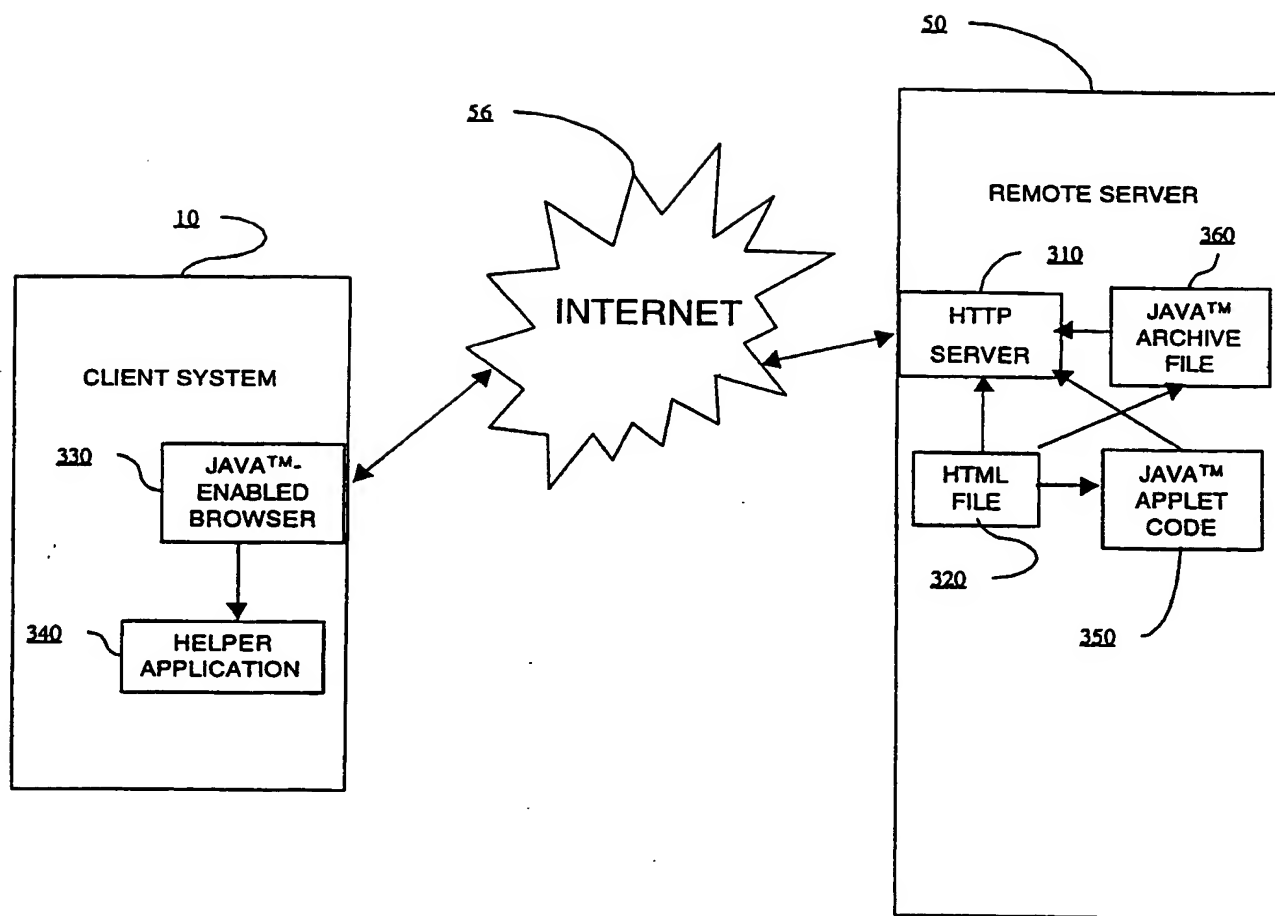 50
56
REMOTE SERVER
10
310
360
INTERNET
HTTP
SERVER
JAVA™
ARCHIVE
FILE
CLIENT SYSTEM
330
JAVA™-
ENABLED
BROWSER
HTML
FILE
JAVA™
APPLET
CODE
320
340
HELPER
APPLICATION
350